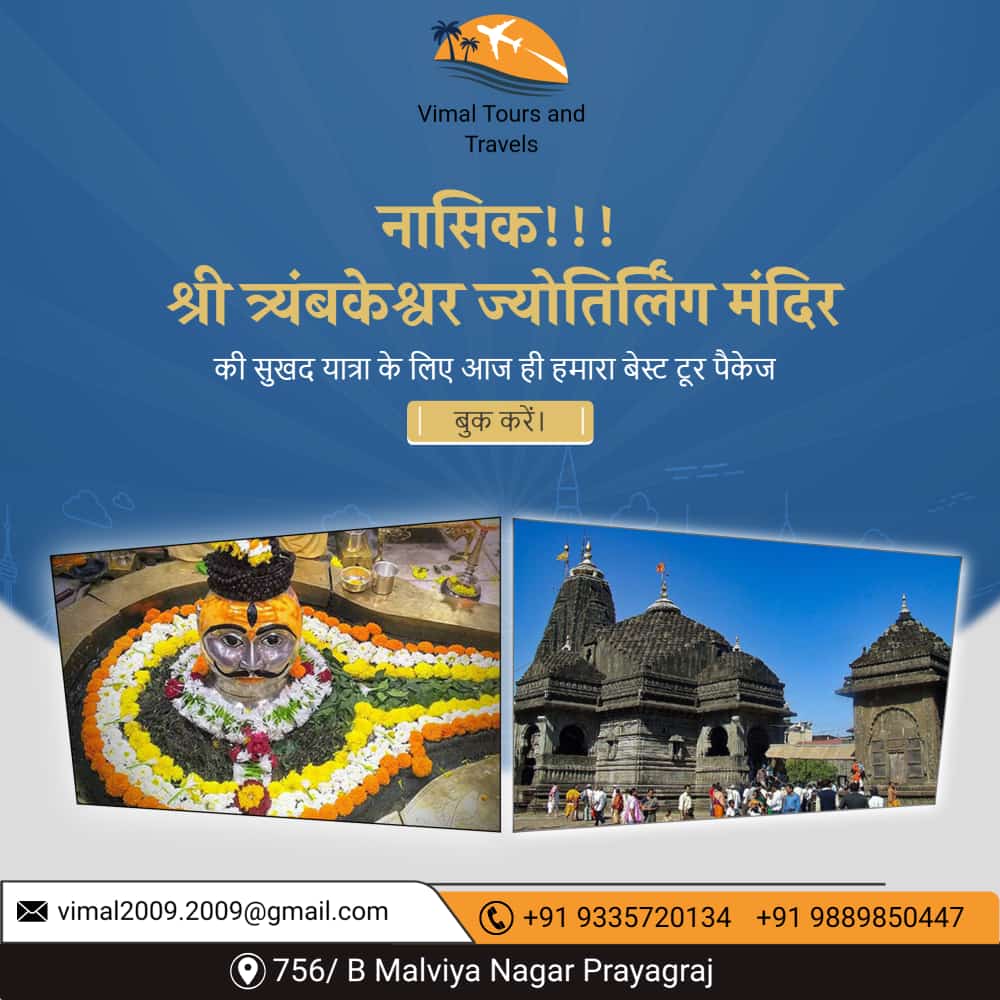 Vimal Tours and
Travels
नासिक!!!
श्री त्र्यंबकेश्वर ज्योतिर्लिंग मंदिर
की सुखद यात्रा के लिए आज ही हमारा बेस्ट टूर पैकेज
बुक करें।
vimal2009.2009@gmail.com
+91 9335720134 +91 9889850447
756/ B Malviya Nagar Prayagraj